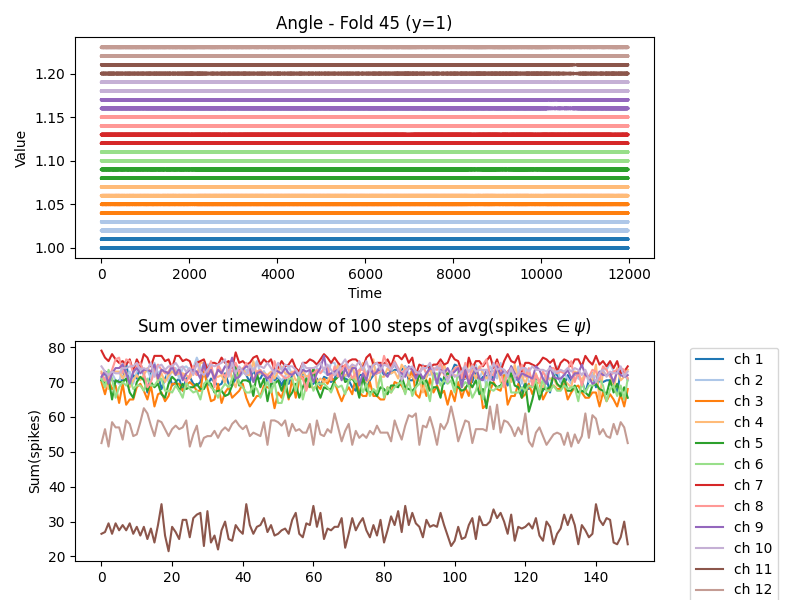 Angle - Fold 45 (y=1)
1.20
1.15
1.10
1.05
1.00
Value
0 2000 4000 6000 8000 10000 12000
Time
Sum over timewindow of 100 steps of avg(spikes ∈ ψ)
80
70
60
50
40
30
20
Sum(spikes)
0 20 40 60 80 100 120 140
ch 1
ch 2
ch 3
ch 4
ch 5
ch 6
ch 7
ch 8
ch 9
ch 10
ch 11
ch 12